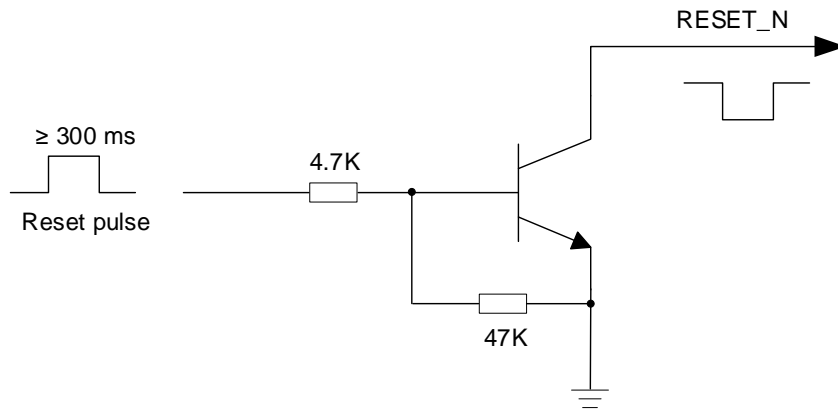 RESET_N
≥ 300 ms
4.7K
Reset pulse
47K